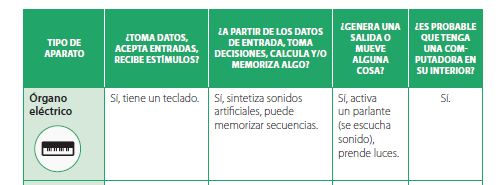 TIPO DE
APARATO
¿TOMA DATOS,
ACEPTA ENTRADAS,
RECIBE ESTÍMULOS?
¿A PARTIR DE LOS DATOS
DE ENTRADA, TOMA
DECISIONES, CALCULA Y/O
MEMORIZA ALGO?
¿GENERA UNA
SALIDA O
MUEVE
ALGUNA
COSA?
¿ES PROBABLE
QUE TENGA
UNA COM-
PUTADORA EN
SU INTERIOR?
Órgano
eléctrico
Sí, tiene un teclado.
Sí, sintetiza sonidos
artificiales, puede
memorizar secuencias.
Sí, activa
un parlante
(se escucha
sonido),
prende luces.
Sí.